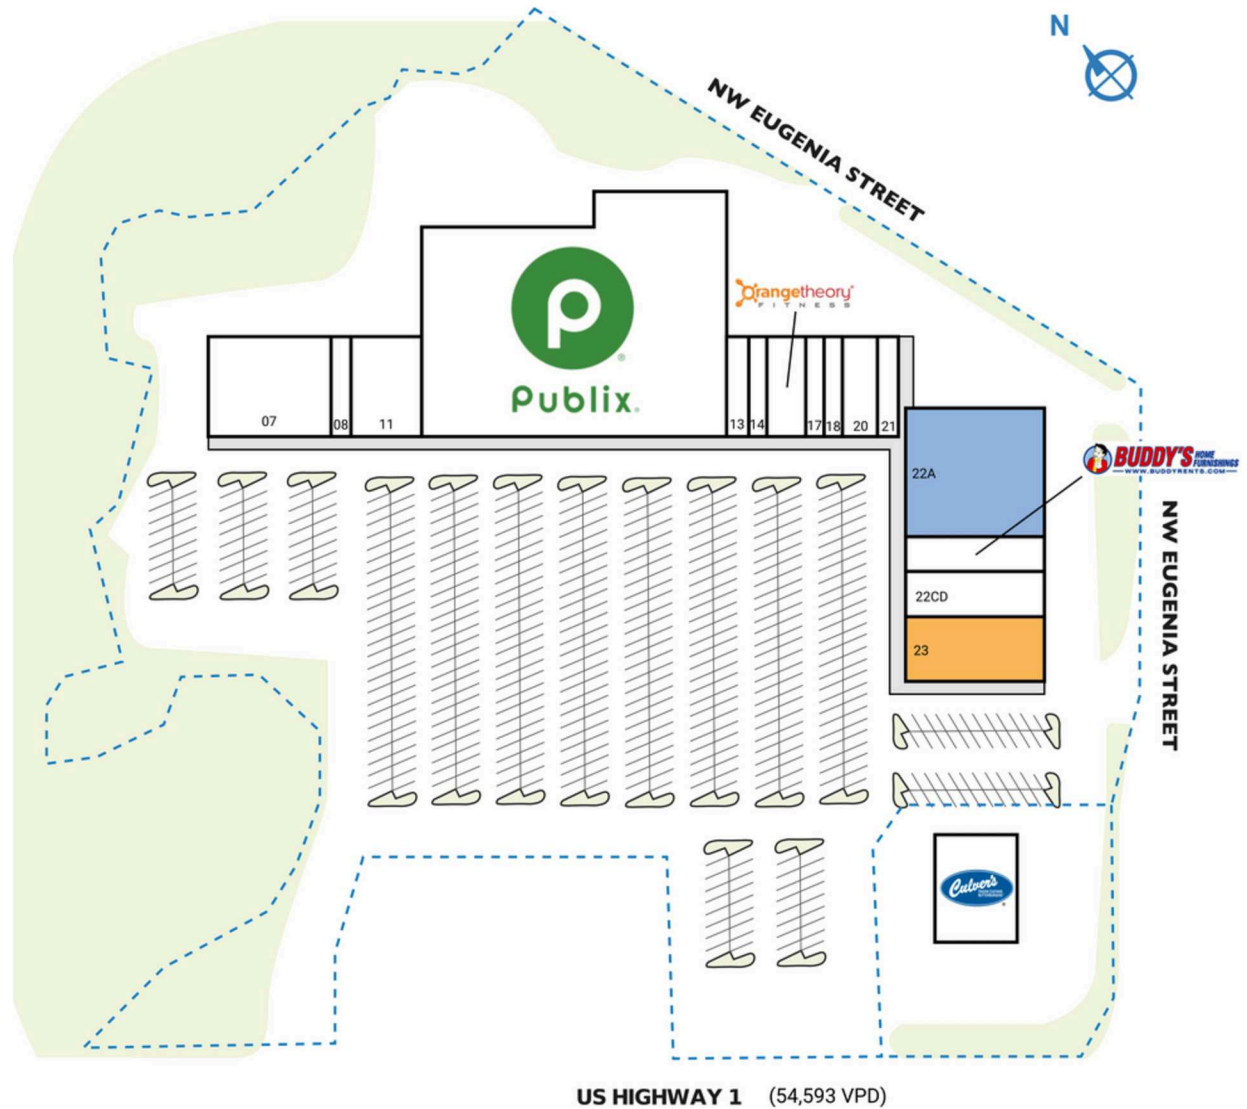 N
NW EUGENIA STREET
orangetheory®
FITNESS
P
Publix®
07
08
11
13
14
17
18
20
21
22A
BUDDY'S HOME FURNISHINGS
WWW.BUDDYRENTS.COM
22CD
23
NW EUGENIA STREET
Culver's
US HIGHWAY 1 (54,593 VPD)